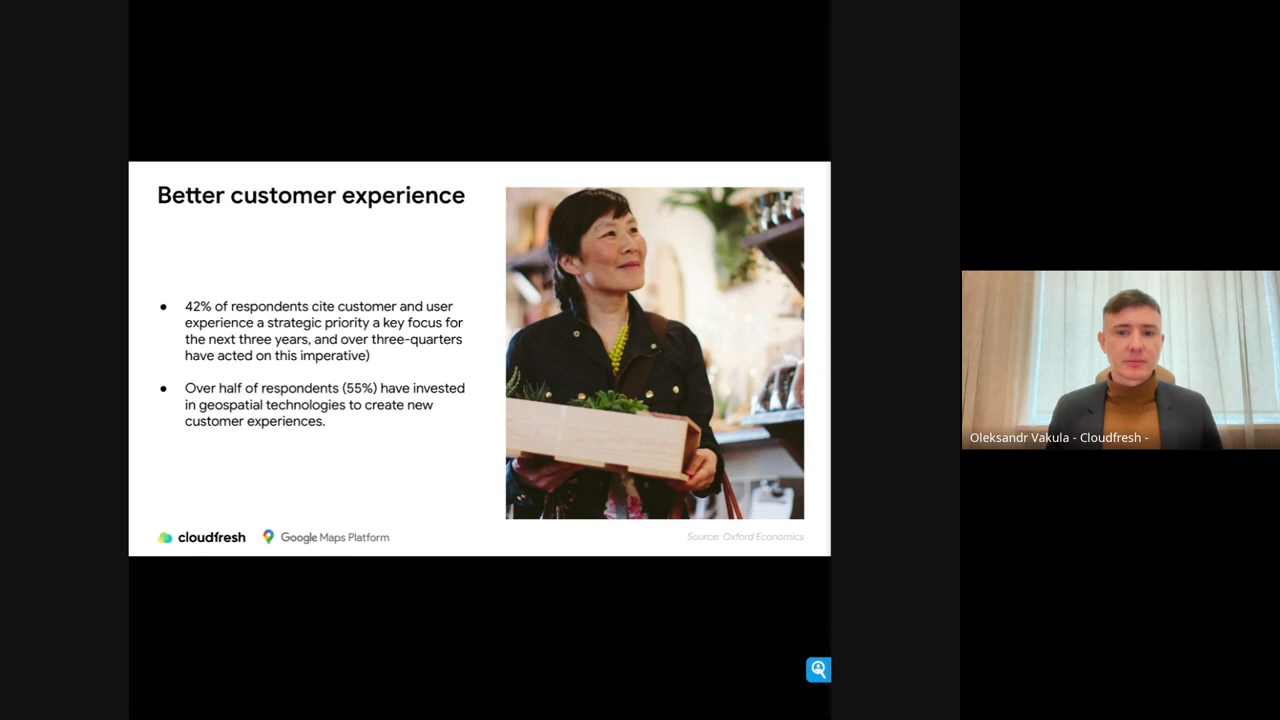 Better customer experience
● 42% of respondents cite customer and user
experience a strategic priority a key focus for
the next three years, and over three-quarters
have acted on this imperative)
● Over half of respondents (55%) have invested
in geospatial technologies to create new
customer experiences.
cloudfresh Google Maps Platform
Source: Oxford Economics
Oleksandr Vakula - Cloudfresh -